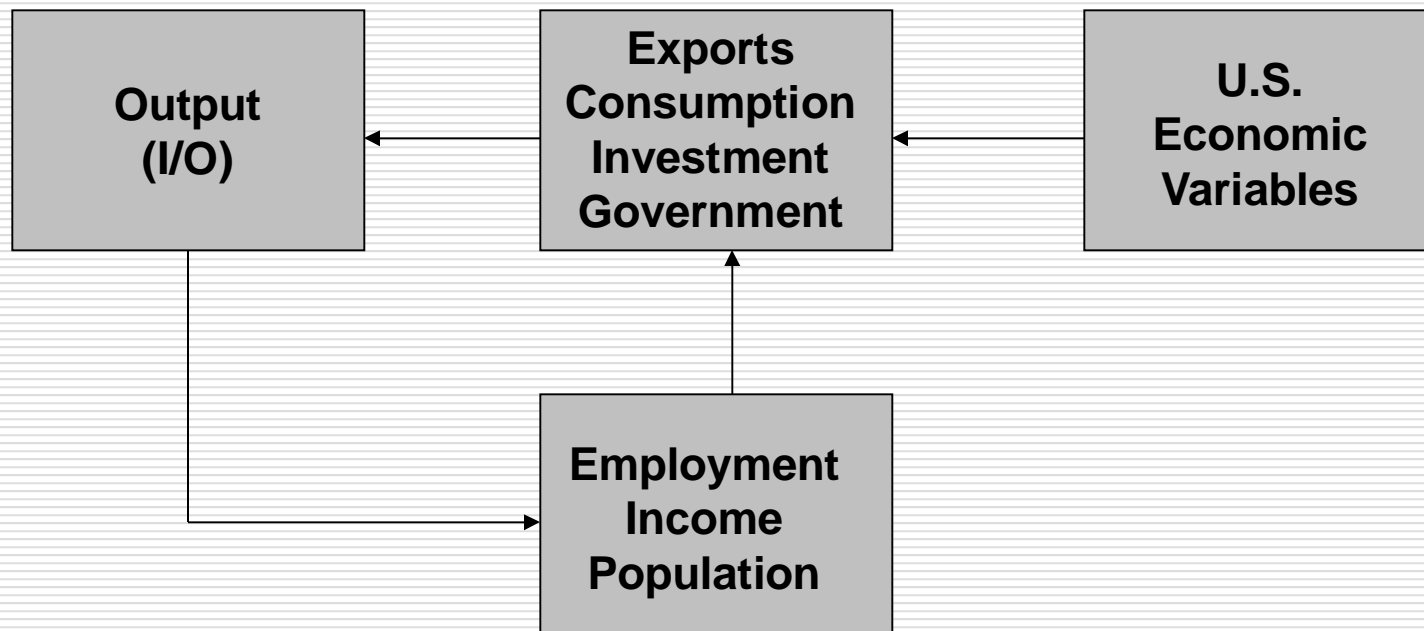 Output
(I/O)
Exports
Consumption
Investment
Government
U.S.
Economic
Variables
Employment
Income
Population